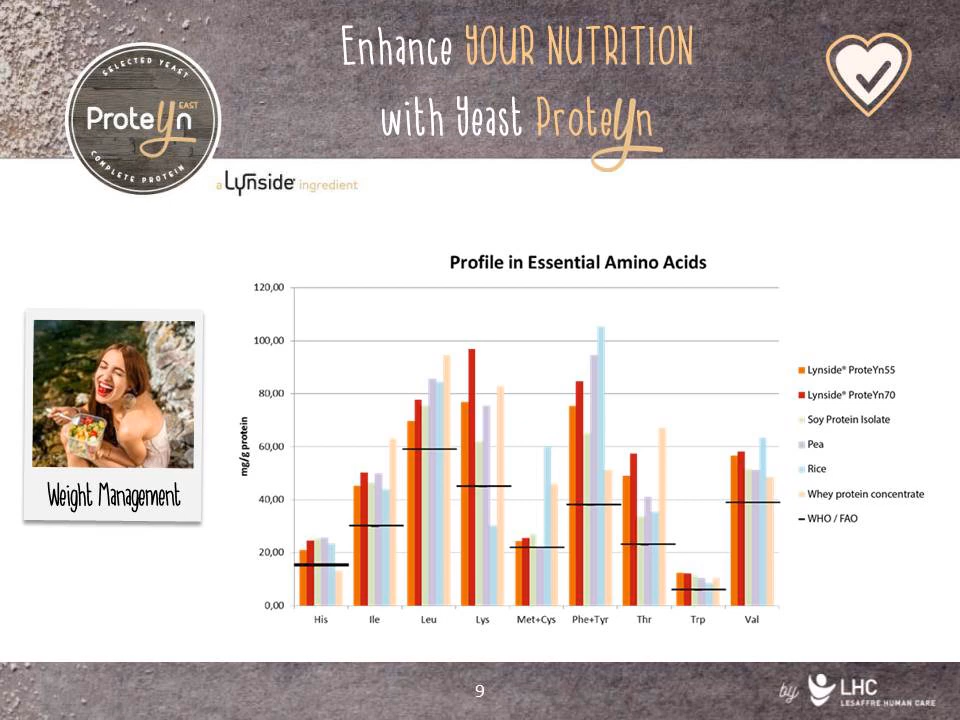 Enhance YOUR NUTRITION
with Yeast ProteYn
SELECTED YEAST
ProteYn EAST
COMPLETE PROTEIN
a Lynside® ingredient
Profile in Essential Amino Acids
mg/g protein
120,00
100,00
80,00
60,00
40,00
20,00
0,00
His Ile Leu Lys Met+Cys Phe+Tyr Thr Trp Val
Lynside® ProteYn55
Lynside® ProteYn70
Soy Protein Isolate
Pea
Rice
Whey protein concentrate
WHO / FAO
Weight Management
9
by LHC
LESAFFRE HUMAN CARE